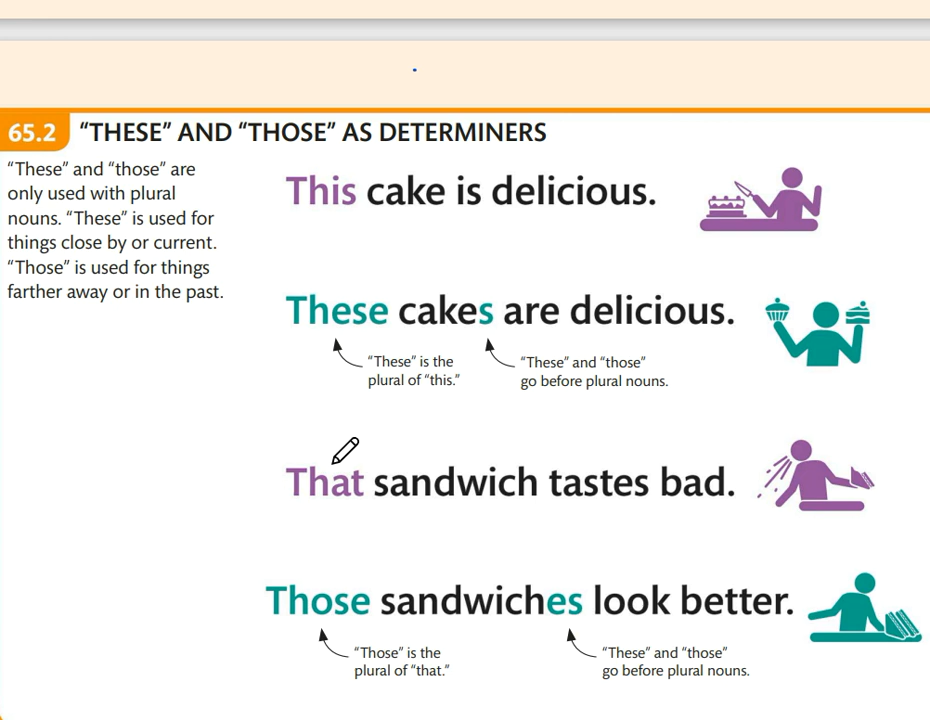 65.2 "THESE" AND "THOSE" AS DETERMINERS
"These" and "those" are
only used with plural
nouns. "These" is used for
things close by or current.
"Those" is used for things
farther away or in the past.
This cake is delicious.
These cakes are delicious.
"These" is the
plural of "this."
"These" and "those"
go before plural nouns.
That sandwich tastes bad.
Those sandwiches look better.
"Those" is the
plural of "that."
"These" and "those"
go before plural nouns.